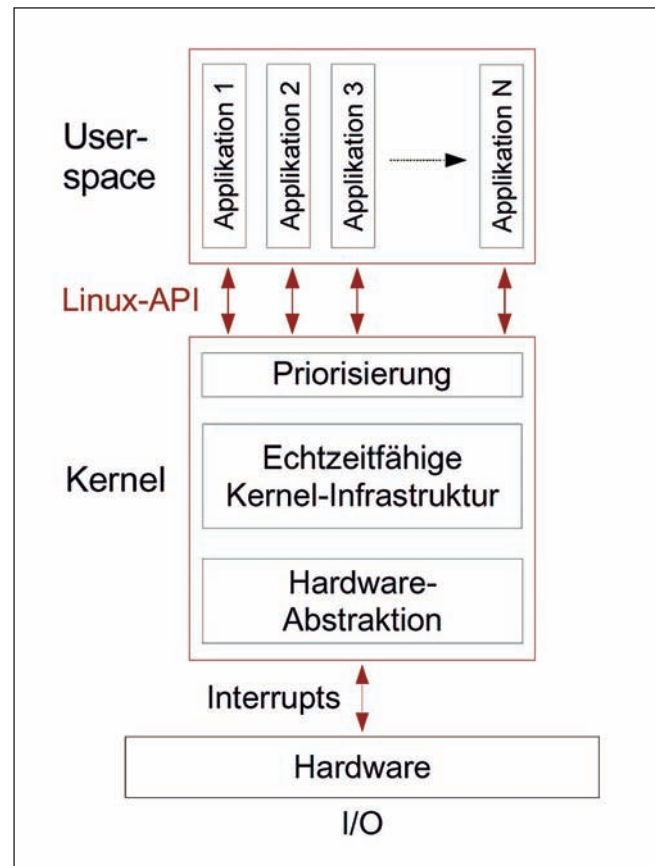 Applikation 1
Applikation 2
Applikation 3
Applikation N
User-
space
Linux-API
Priorisierung
Kernel
Echtzeitfähige
Kernel-Infrastruktur
Hardware-
Abstraktion
Interrupts
Hardware
I/O